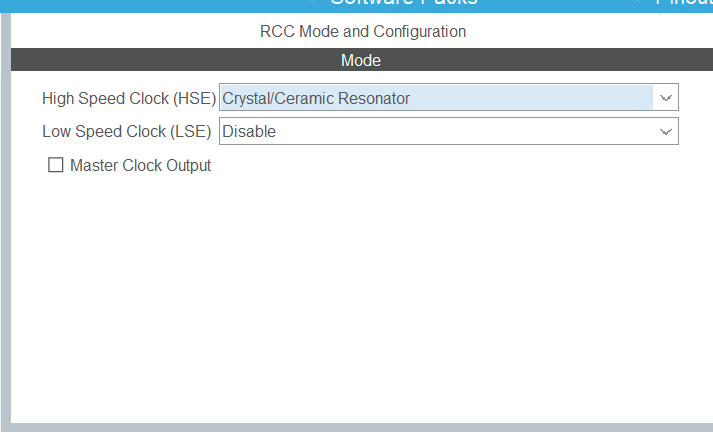 Software Packs
Pinout
RCC Mode and Configuration
Mode
High Speed Clock (HSE) Crystal/Ceramic Resonator
Low Speed Clock (LSE) Disable
Master Clock Output